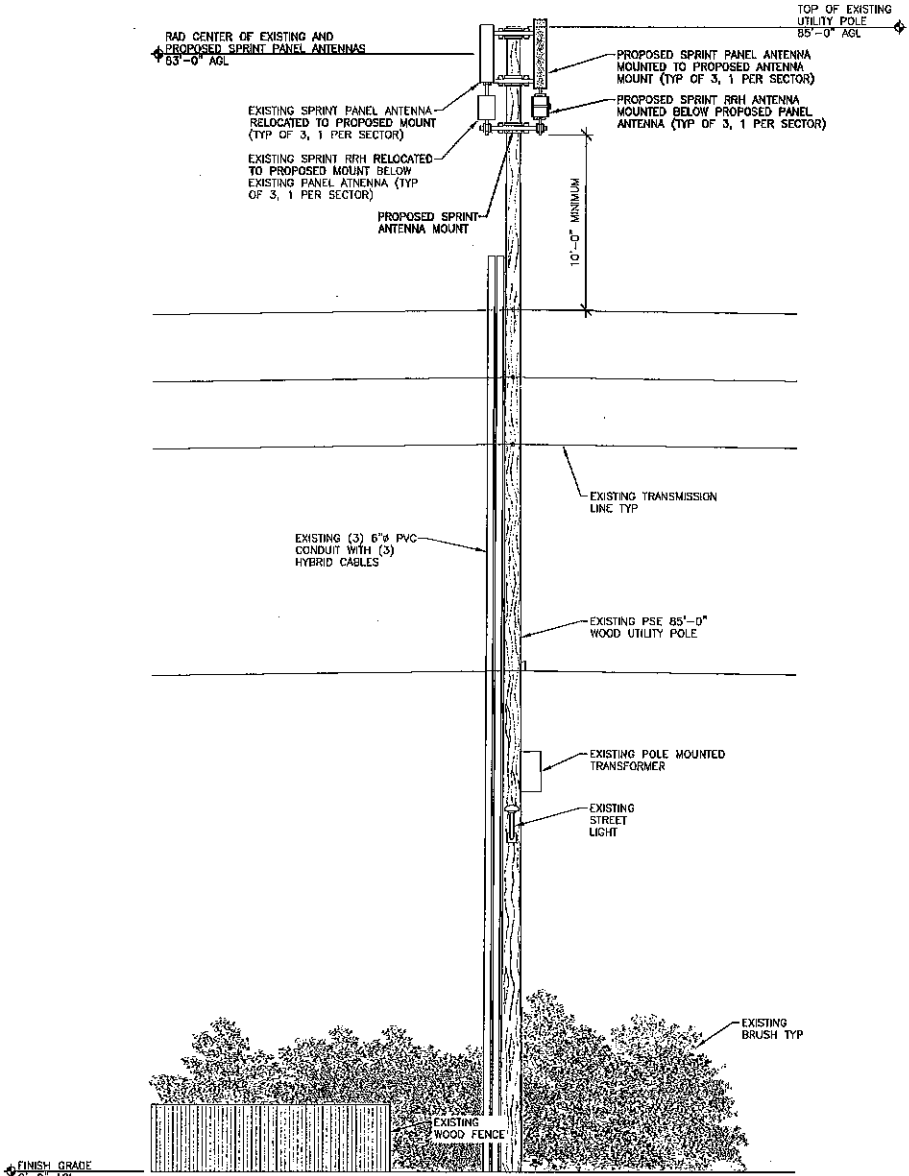 TOP OF EXISTING
UTILITY POLE
85'-0" AGL
RAD CENTER OF EXISTING AND
PROPOSED SPRINT PANEL ANTENNAS
83'-0" AGL
PROPOSED SPRINT PANEL ANTENNA
MOUNTED TO PROPOSED ANTENNA
MOUNT (TYP OF 3, 1 PER SECTOR)
EXISTING SPRINT PANEL ANTENNA
RELOCATED TO PROPOSED MOUNT
(TYP OF 3, 1 PER SECTOR)
PROPOSED SPRINT RRH ANTENNA
MOUNTED BELOW PROPOSED PANEL
ANTENNA (TYP OF 3, 1 PER SECTOR)
EXISTING SPRINT RRH RELOCATED
TO PROPOSED MOUNT BELOW
EXISTING PANEL ATNENNA (TYP
OF 3, 1 PER SECTOR)
PROPOSED SPRINT
ANTENNA MOUNT
10'-0" MINIMUM
EXISTING TRANSMISSION
LINE TYP
EXISTING (3) 6"ø PVC
CONDUIT WITH (3)
HYBRID CABLES
EXISTING PSE 85'-0"
WOOD UTILITY POLE
EXISTING POLE MOUNTED
TRANSFORMER
EXISTING
STREET
LIGHT
EXISTING
BRUSH TYP
EXISTING
WOOD FENCE
FINISH GRADE